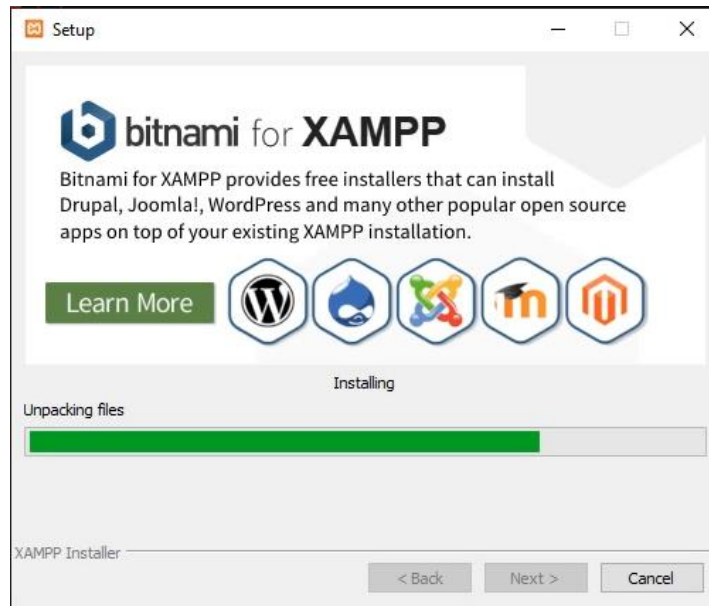 Setup
bitnami for XAMPP
Bitnami for XAMPP provides free installers that can install
Drupal, Joomla!, WordPress and many other popular open source
apps on top of your existing XAMPP installation.
Learn More
Installing
Unpacking files
XAMPP Installer
< Back Next > Cancel